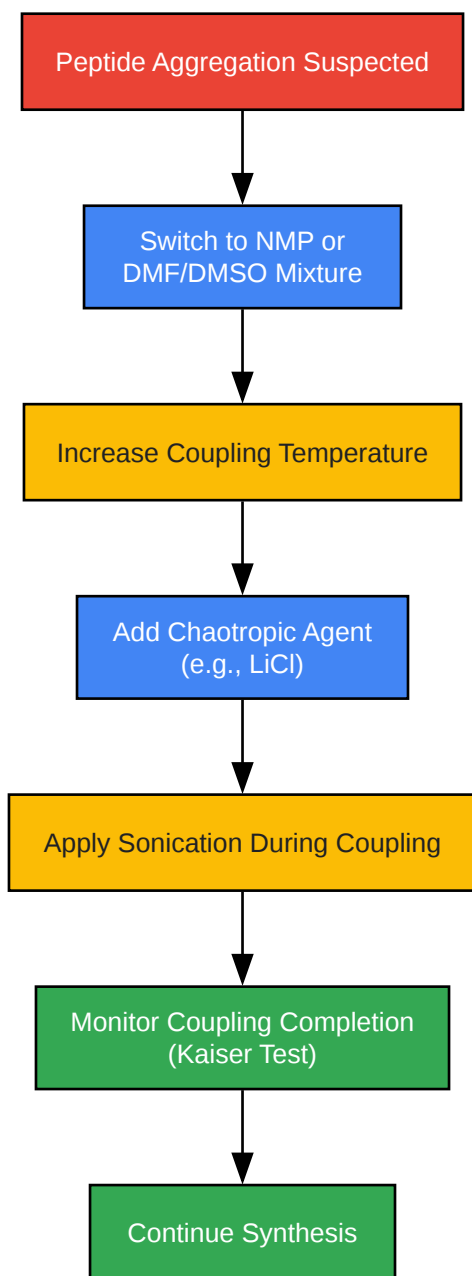 Peptide Aggregation Suspected
Switch to NMP or
DMF/DMSO Mixture
Increase Coupling Temperature
Add Chaotropic Agent
(e.g., LiCl)
Apply Sonication During Coupling
Monitor Coupling Completion
(Kaiser Test)
Continue Synthesis